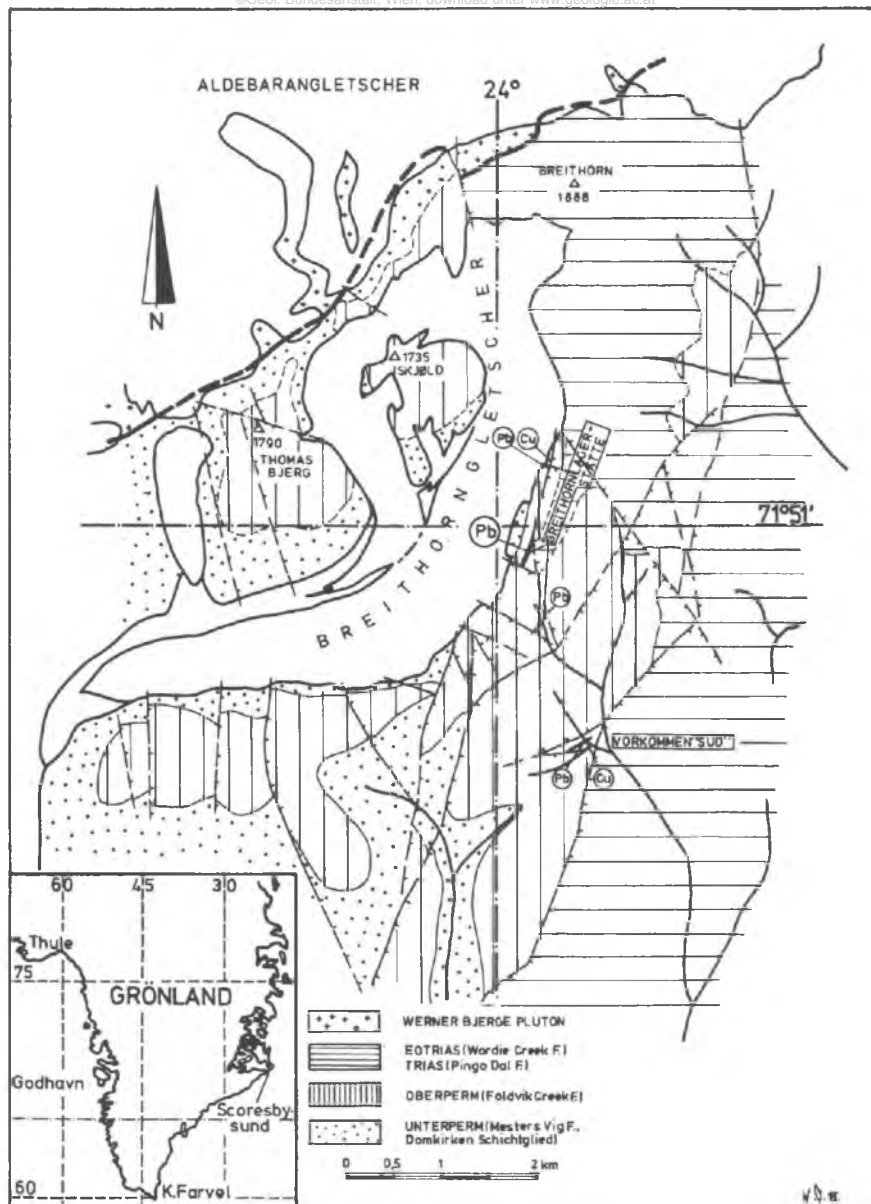 ©Geol. Bundesanstalt, Wien; download unter www.geologie.ac.at
ALDEBARANGLETSCHER
24°
BREITHORN
1888
N
1735
ISKJØLD
1790
THOMAS
BJERG
BREITHORNGLETSCHER
Pb Cu
BREITHORNLAGER-
STÄTTE
71°51'
Pb
Pb
VORKOMMEN "SÜD"
Pb Cu
60 45 30
Thule
75
GRÖNLAND
Godhavn
Scoresby-
sund
60
K.Farvel
WERNER BJERGE PLUTON
EOTRIAS (Wordie Creek F.)
TRIAS (Pingo Dal F.)
OBERPERM (Foldvik Creek F.)
UNTERPERM (Mesters Vig F.,
Domkirken Schichtglied)
0 0,5 1 2 km